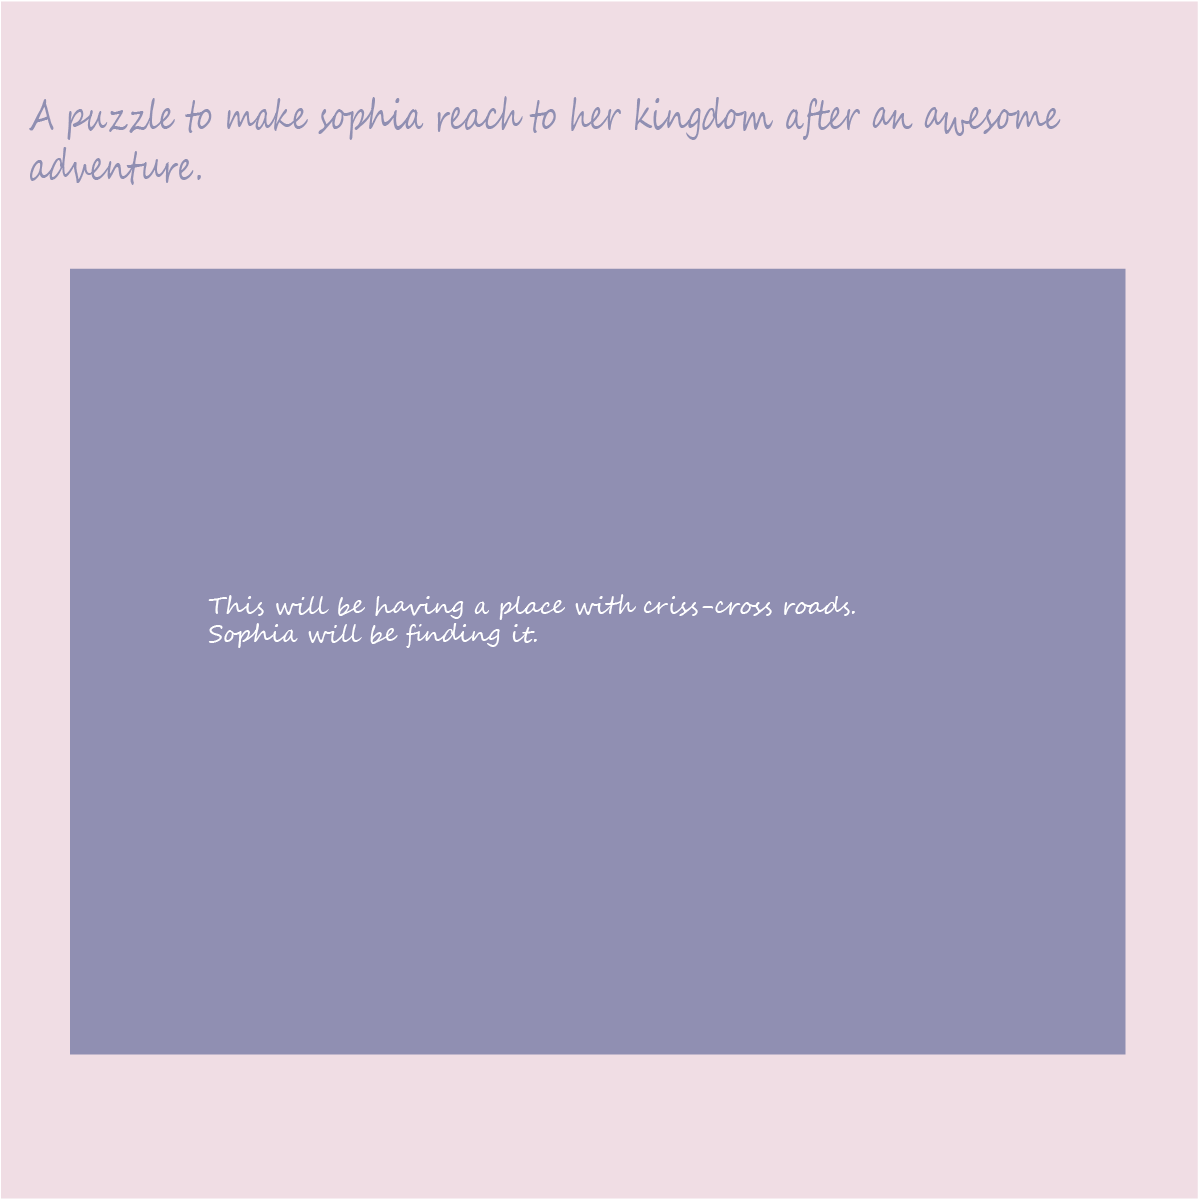 A puzzle to make sophia reach to her kingdom after an awesome
adventure.
This will be having a place with criss-cross roads.
Sophia will be finding it.